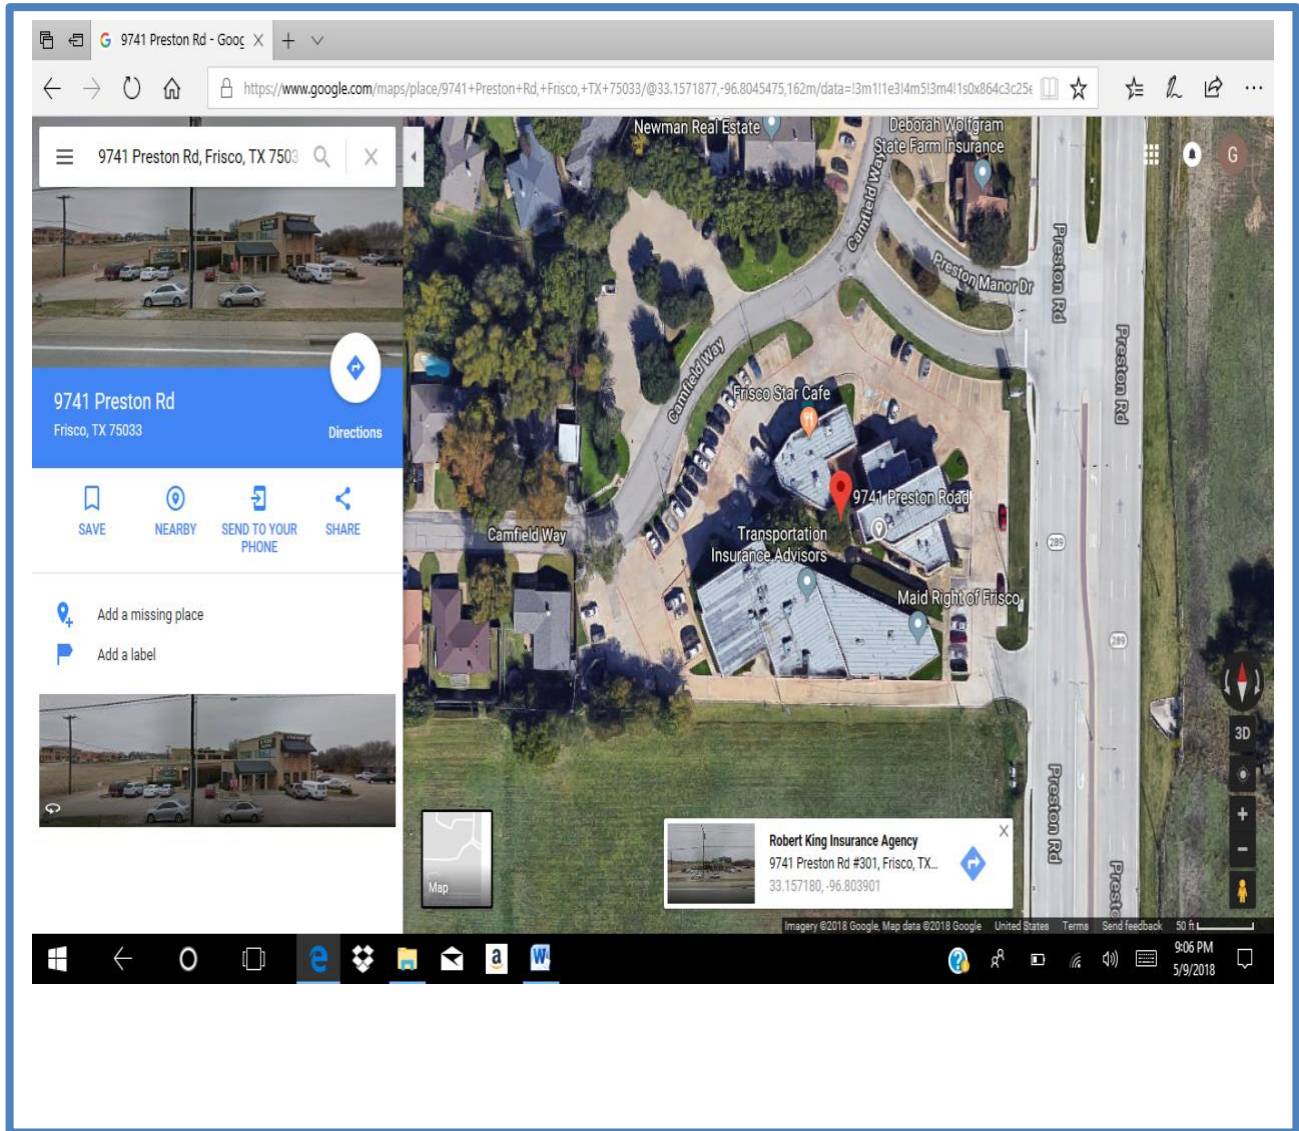 9741 Preston Rd - Goog
https://www.google.com/maps/place/9741+Preston+Rd,+Frisco,+TX+75033/@33.1571877,-96.8045475,162m/data=!3m1!1e3!4m5!3m4!1s0x864c3c25e
9741 Preston Rd, Frisco, TX 7503
9741 Preston Rd
Frisco, TX 75033
Directions
SAVE
NEARBY
SEND TO YOUR
PHONE
SHARE
Add a missing place
Add a label
Newman Real Estate
Deborah Wolfgram
State Farm Insurance
G
Camfield Way
Preston Manor Dr
Preston Rd
Preston Rd
Camfield Way
Frisco Star Cafe
9741 Preston Road
Camfield Way
Transportation
Insurance Advisors
289
Maid Right of Frisco
289
3D
Preston Rd
Presto
Map
Robert King Insurance Agency
9741 Preston Rd #301, Frisco, TX...
33.157180, -96.803901
Imagery ©2018 Google, Map data ©2018 Google United States Terms Send feedback 50 ft
9:06 PM
5/9/2018